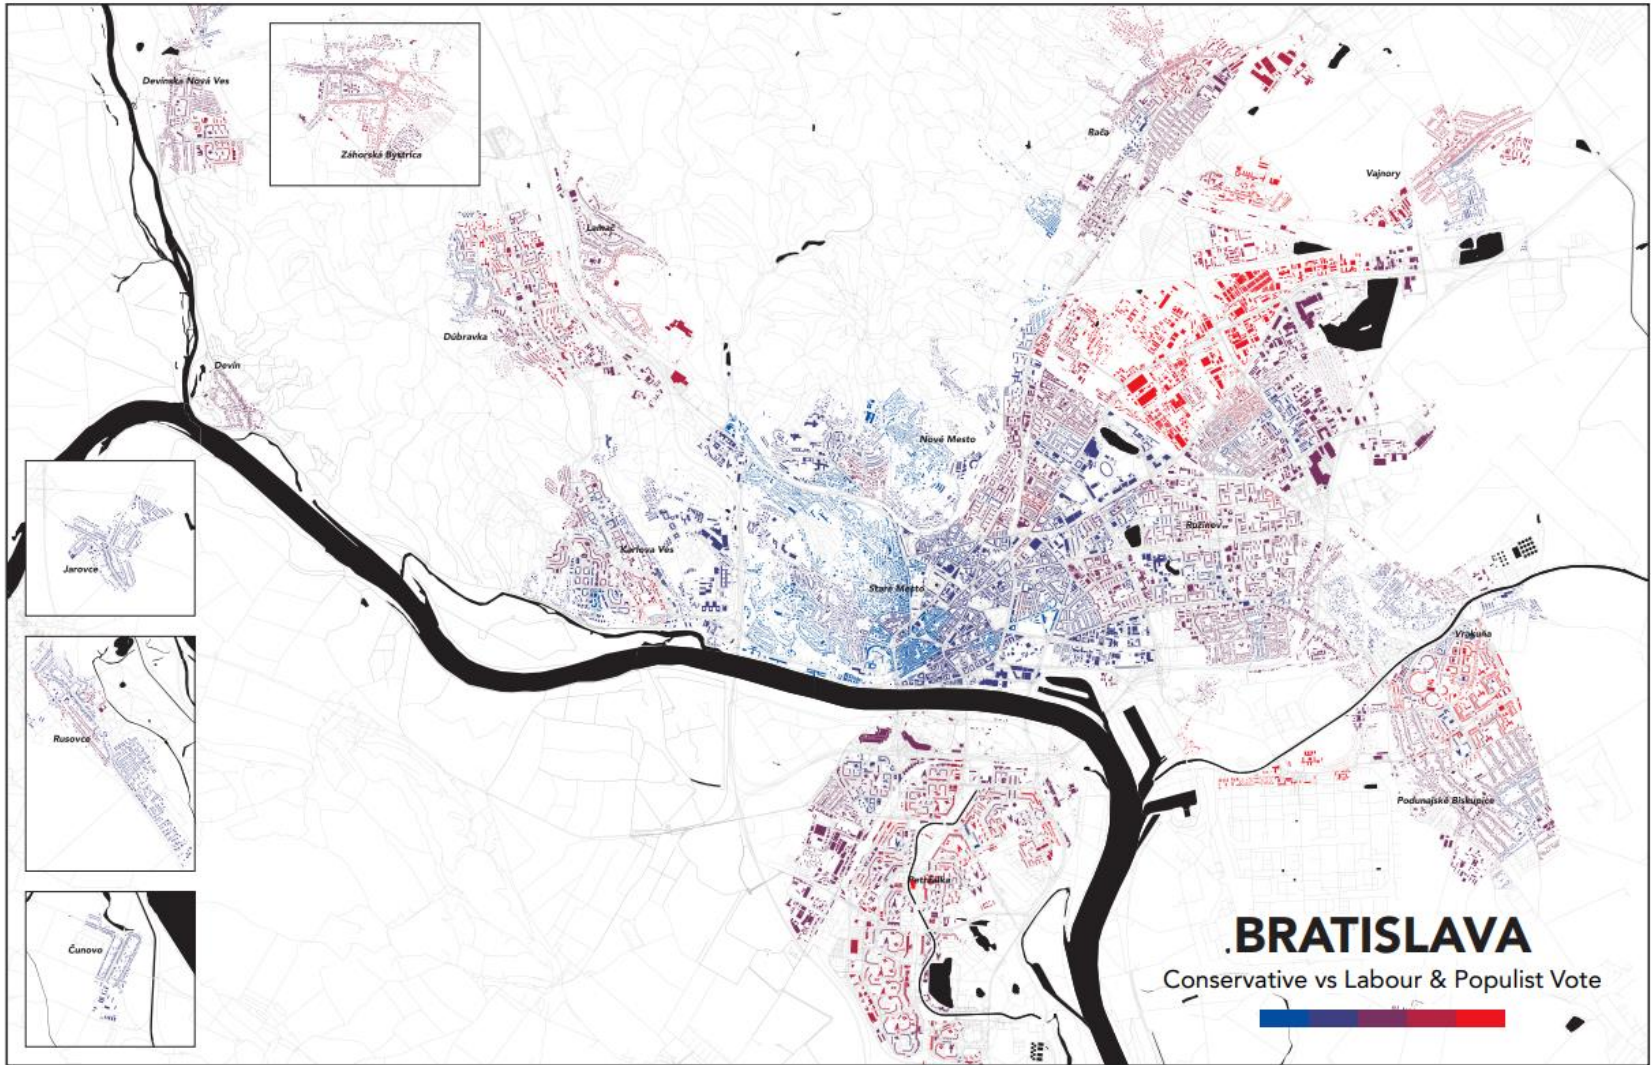 Devínska Nová Ves
Záhorská Bystrica
Rača
Vajnory
Lamač
Dúbravka
Devín
Nové Mesto
Ružinov
Karlova Ves
Jarovce
Staré Mesto
Vrakuňa
Rusovce
Podunajské Biskupice
Petržalka
Čunovo
.BRATISLAVA
Conservative vs Labour & Populist Vote